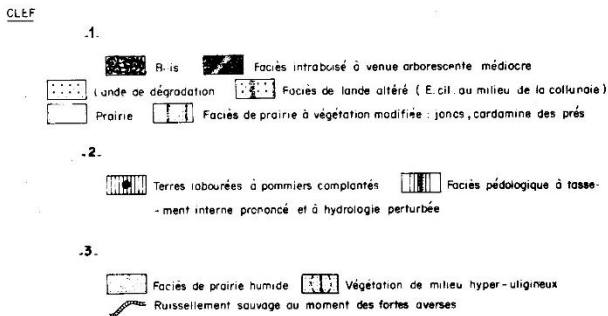 CLEF
.1.
Faciès intraboisé à venue arborescente médiocre
Lande de dégradation Faciès de lande altéré ( E. cil. au milieu de la callunaie)
Prairie Faciès de prairie à végétation modifiée : joncs, cardamine des prés
.2.
Terres labourées à pommiers complantés Faciès pédologique à tasse-
-ment interne prononcé et à hydrologie perturbée
.3.
Faciès de prairie humide Végétation de milieu hyper-uligineux
Ruissellement sauvage au moment des fortes averses